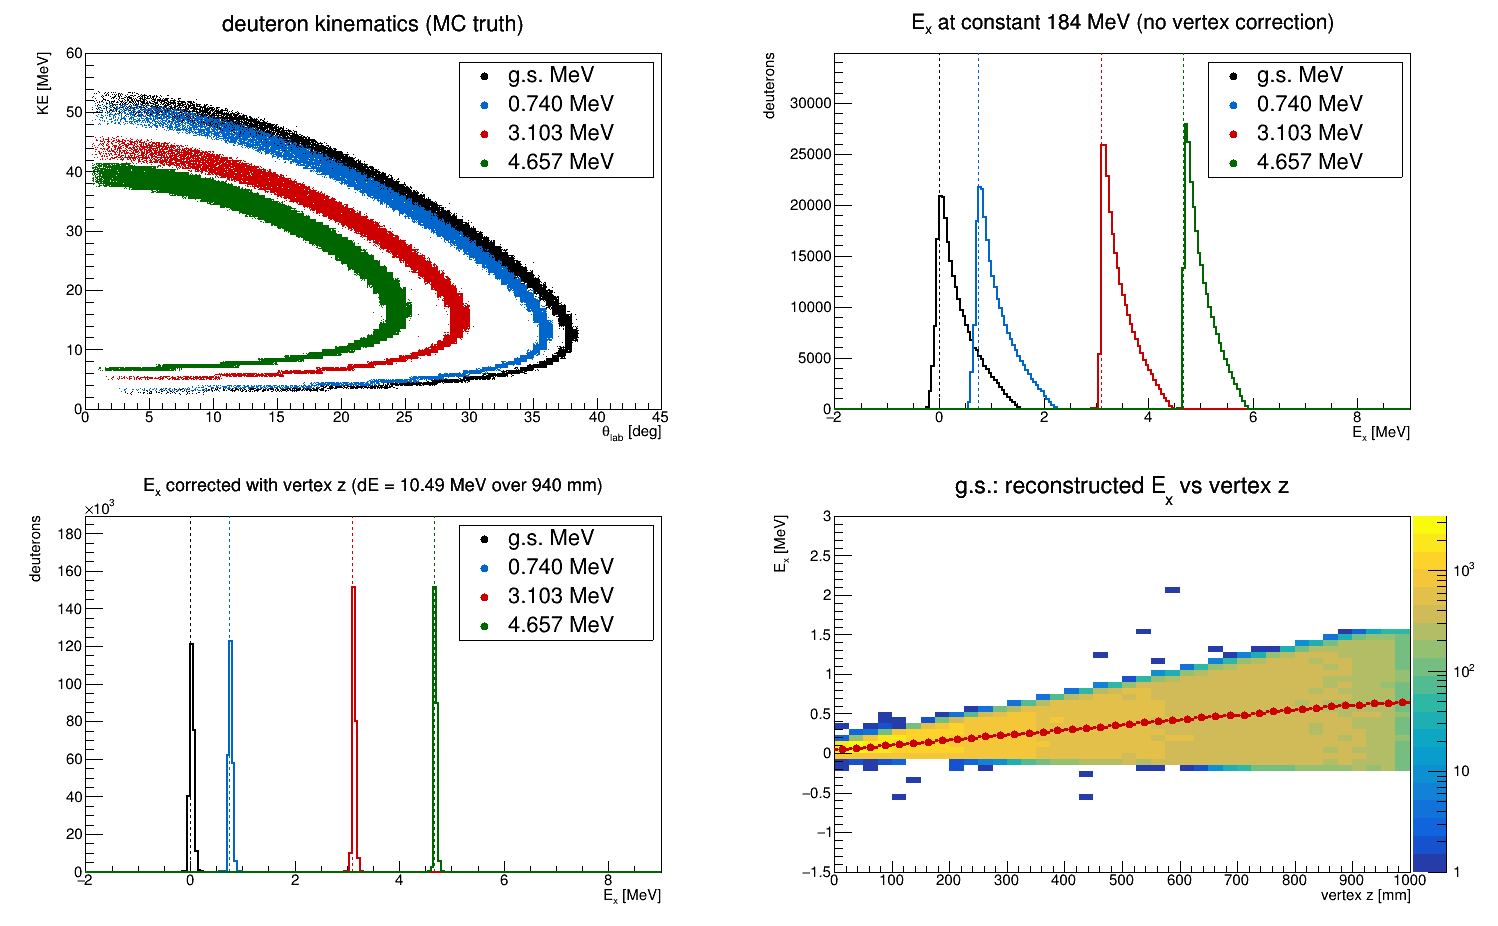 deuteron kinematics (MC truth)
KE [MeV]
60
50
40
30
20
10
0
0 5 10 15 20 25 30 35 40 45
θlab [deg]
g.s. MeV
0.740 MeV
3.103 MeV
4.657 MeV
Ex at constant 184 MeV (no vertex correction)
deuterons
30000
25000
20000
15000
10000
5000
0
−2 0 2 4 6 8
Ex [MeV]
g.s. MeV
0.740 MeV
3.103 MeV
4.657 MeV
Ex corrected with vertex z (dE = 10.49 MeV over 940 mm)
×10³
deuterons
180
160
140
120
100
80
60
40
20
0
−2 0 2 4 6 8
Ex [MeV]
g.s. MeV
0.740 MeV
3.103 MeV
4.657 MeV
g.s.: reconstructed Ex vs vertex z
Ex [MeV]
3
2.5
2
1.5
1
0.5
0
−0.5
−1
−1.5
0 100 200 300 400 500 600 700 800 900 1000
vertex z [mm]
10³
10²
10
1